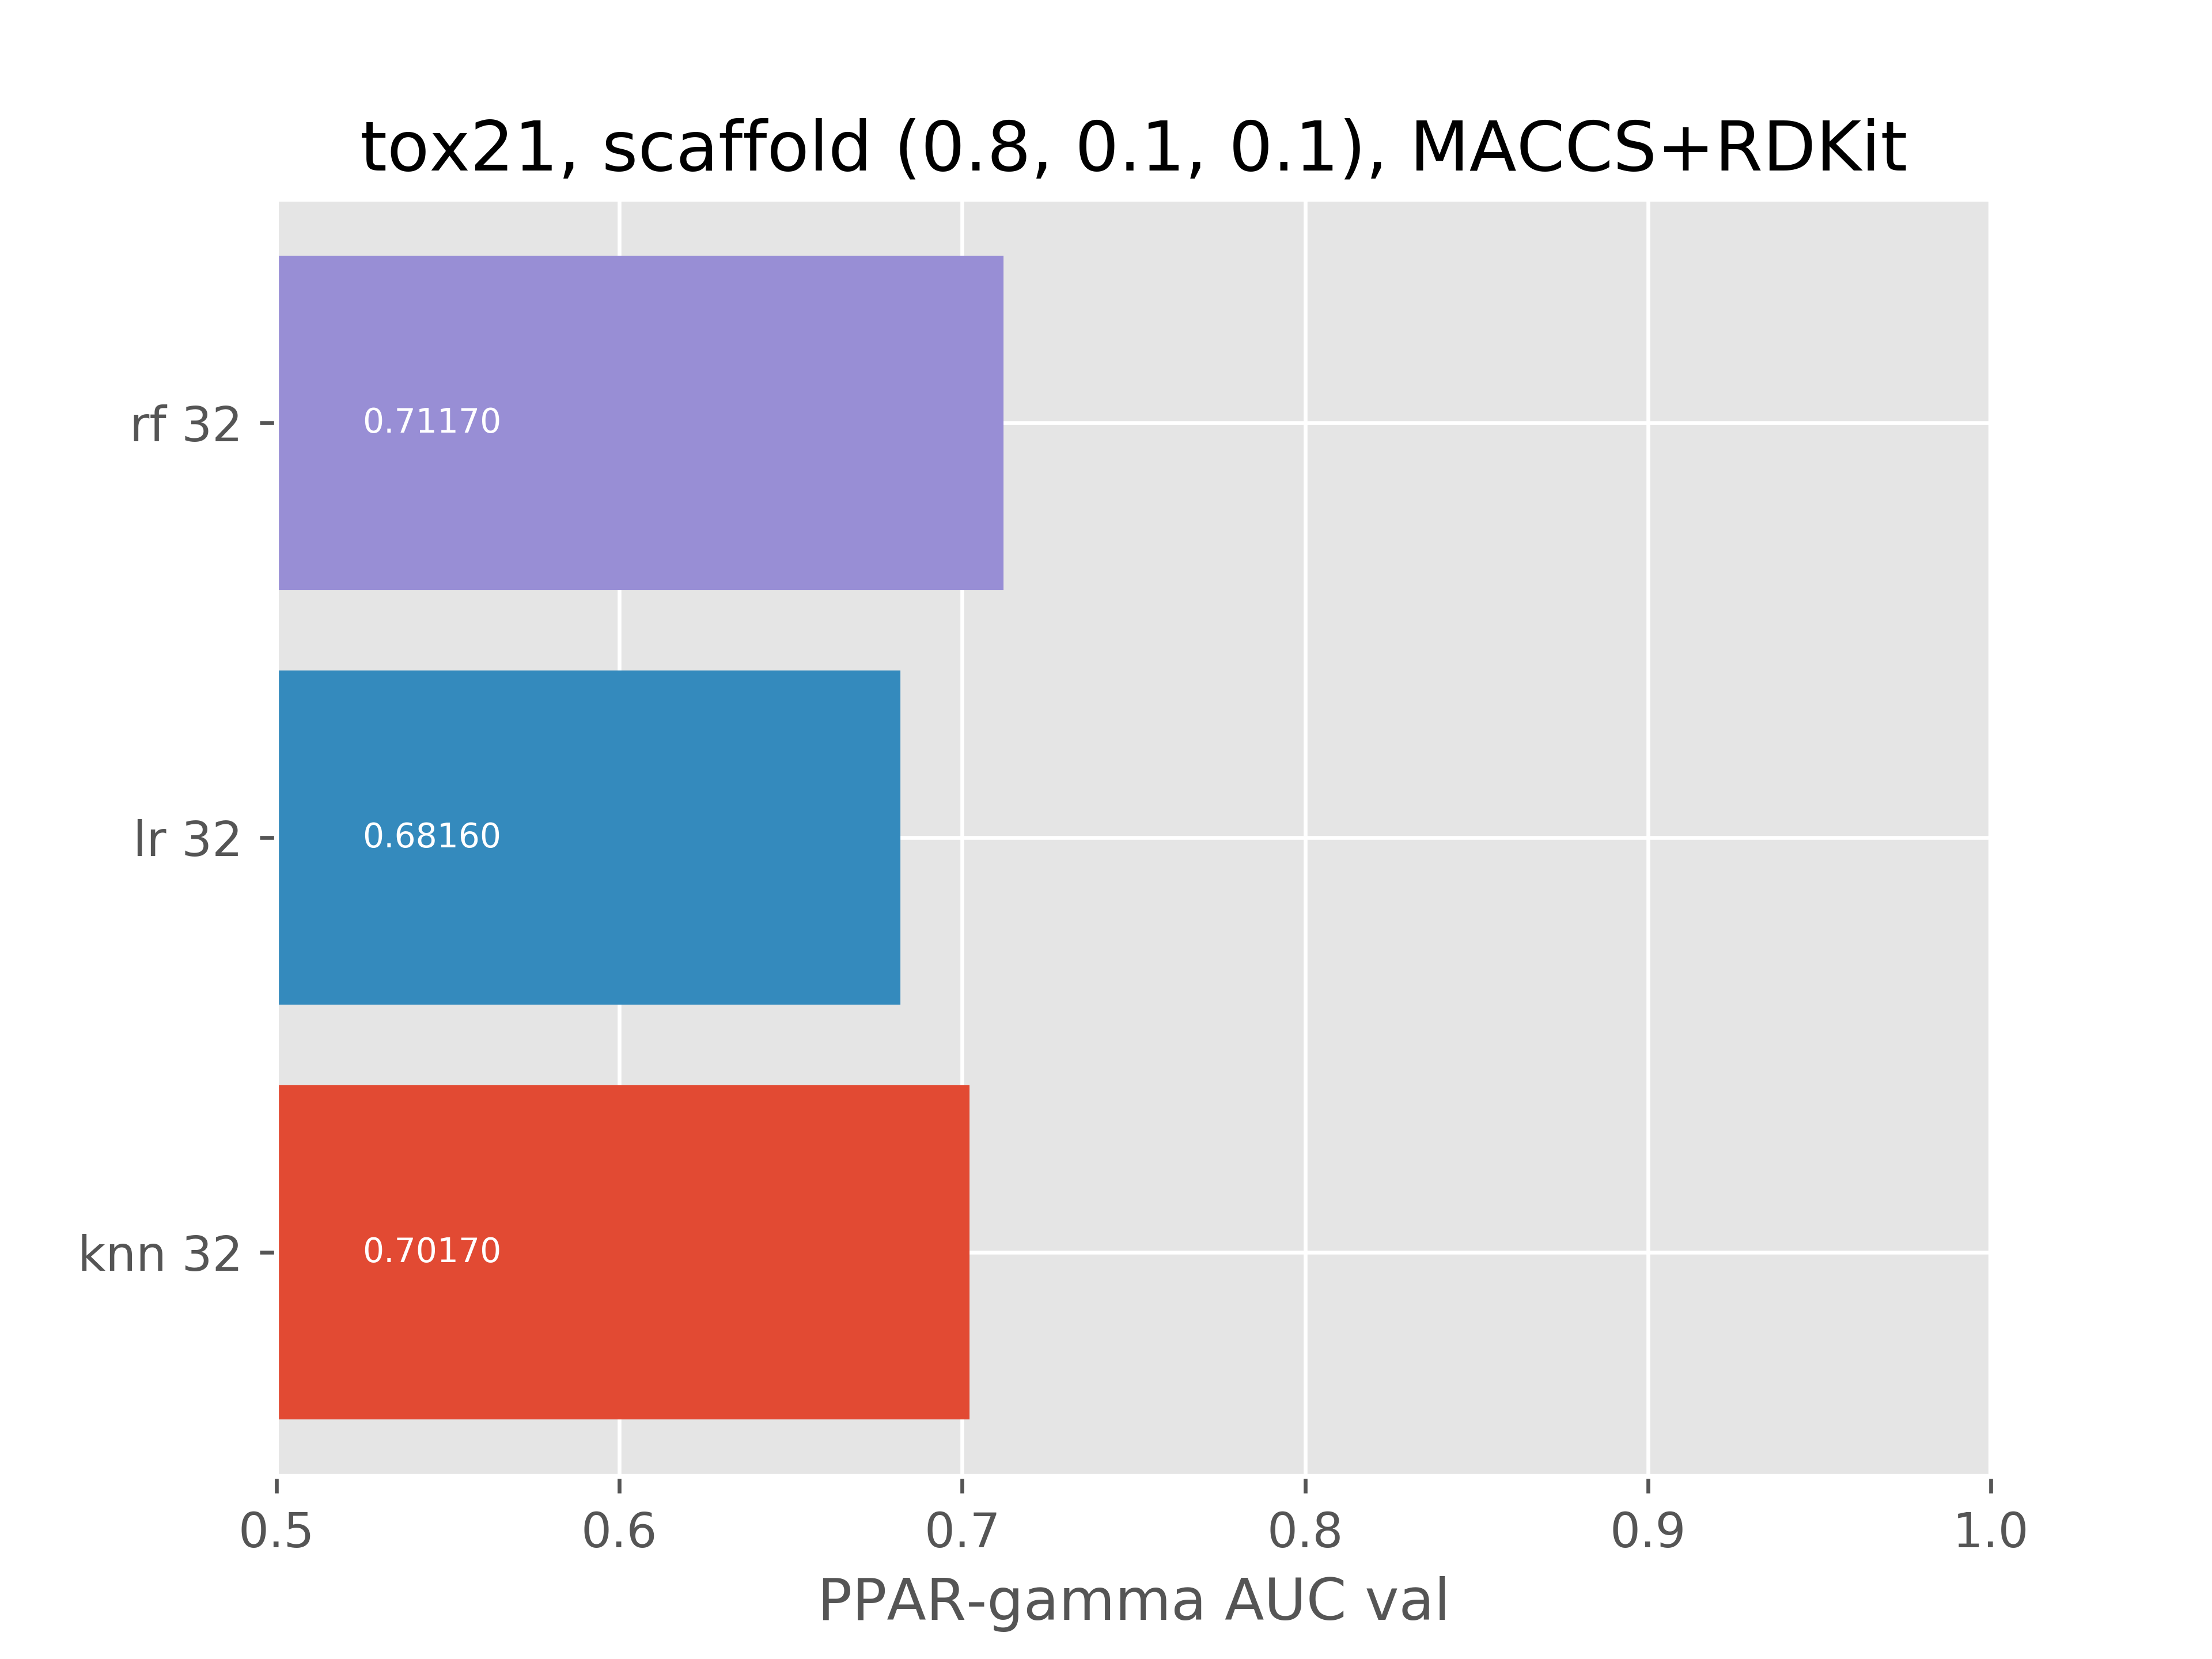 tox21, scaffold (0.8, 0.1, 0.1), MACCS+RDKit
rf 32
0.71170
lr 32
0.68160
knn 32
0.70170
0.5 0.6 0.7 0.8 0.9 1.0
PPAR-gamma AUC val